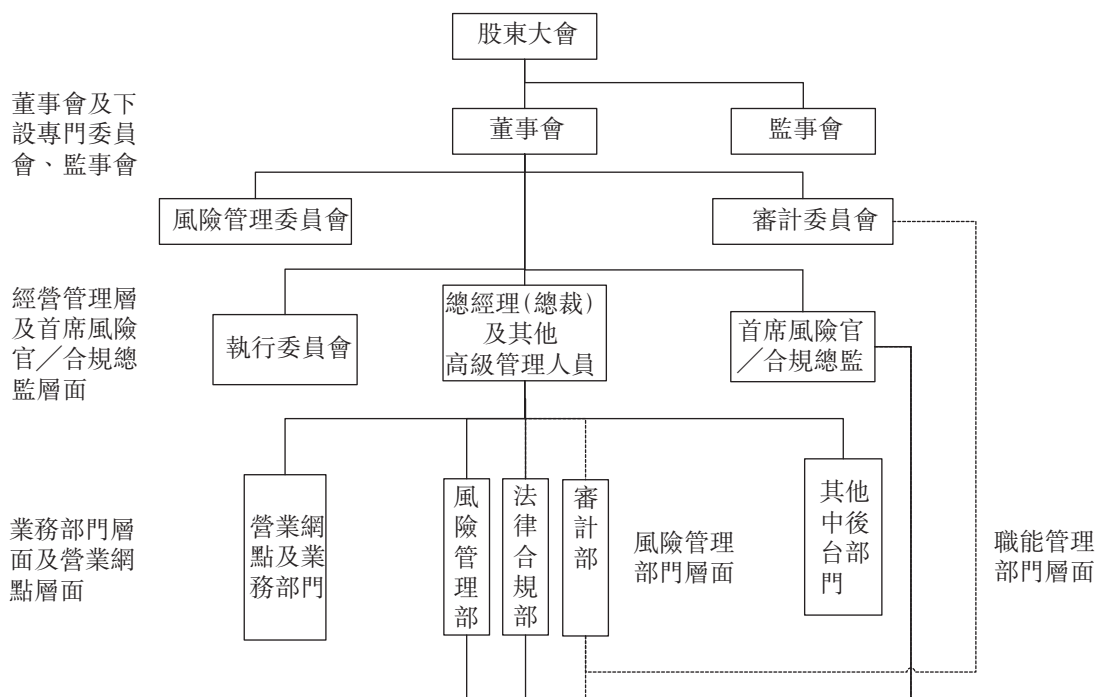 股東大會
董事會及下
設專門委員
會、監事會
董事會
監事會
風險管理委員會
審計委員會
經營管理層
及首席風險
官／合規總
監層面
執行委員會
總經理(總裁)
及其他
高級管理人員
首席風險官
／合規總監
業務部門層
面及營業網
點層面
營業網
點及業
務部門
風險管理部
法律合規部
審計部
風險管理
部門層面
其他
中後
台部
門
職能管理
部門層面